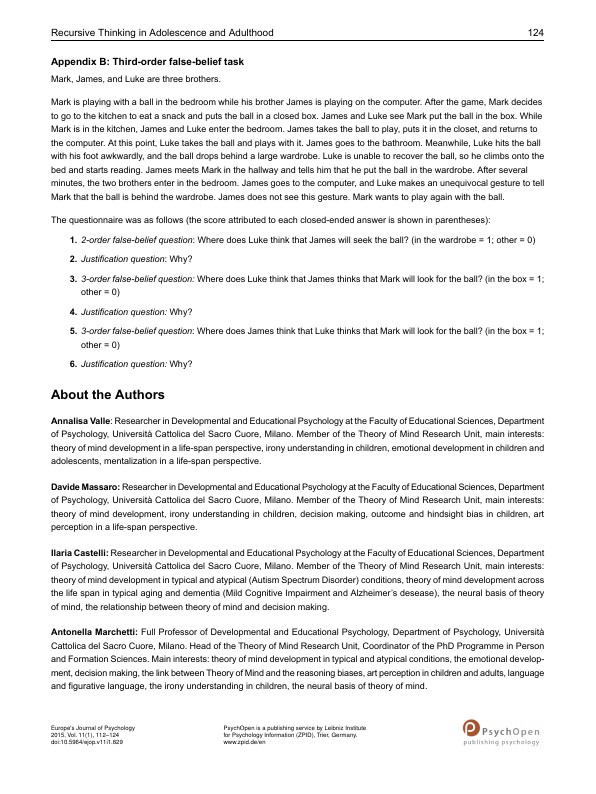 Recursive Thinking in Adolescence and Adulthood 124
Appendix B: Third-order false-belief task
Mark, James, and Luke are three brothers.
Mark is playing with a ball in the bedroom while his brother James is playing on the computer. After the game, Mark decides
to go to the kitchen to eat a snack and puts the ball in a closed box. James and Luke see Mark put the ball in the box. While
Mark is in the kitchen, James and Luke enter the bedroom. James takes the ball to play, puts it in the closet, and returns to
the computer. At this point, Luke takes the ball and plays with it. James goes to the bathroom. Meanwhile, Luke hits the ball
with his foot awkwardly, and the ball drops behind a large wardrobe. Luke is unable to recover the ball, so he climbs onto the
bed and starts reading. James meets Mark in the hallway and tells him that he put the ball in the wardrobe. After several
minutes, the two brothers enter in the bedroom. James goes to the computer, and Luke makes an unequivocal gesture to tell
Mark that the ball is behind the wardrobe. James does not see this gesture. Mark wants to play again with the ball.
The questionnaire was as follows (the score attributed to each closed-ended answer is shown in parentheses):
1. 2-order false-belief question: Where does Luke think that James will seek the ball? (in the wardrobe = 1; other = 0)
2. Justification question: Why?
3. 3-order false-belief question: Where does Luke think that James thinks that Mark will look for the ball? (in the box = 1;
other = 0)
4. Justification question: Why?
5. 3-order false-belief question: Where does James think that Luke thinks that Mark will look for the ball? (in the box = 1;
other = 0)
6. Justification question: Why?
About the Authors
Annalisa Valle: Researcher in Developmental and Educational Psychology at the Faculty of Educational Sciences, Department
of Psychology, Università Cattolica del Sacro Cuore, Milano. Member of the Theory of Mind Research Unit, main interests:
theory of mind development in a life-span perspective, irony understanding in children, emotional development in children and
adolescents, mentalization in a life-span perspective.
Davide Massaro: Researcher in Developmental and Educational Psychology at the Faculty of Educational Sciences, Department
of Psychology, Università Cattolica del Sacro Cuore, Milano. Member of the Theory of Mind Research Unit, main interests:
theory of mind development, irony understanding in children, decision making, outcome and hindsight bias in children, art
perception in a life-span perspective.
Ilaria Castelli: Researcher in Developmental and Educational Psychology at the Faculty of Educational Sciences, Department
of Psychology, Università Cattolica del Sacro Cuore, Milano. Member of the Theory of Mind Research Unit, main interests:
theory of mind development in typical and atypical (Autism Spectrum Disorder) conditions, theory of mind development across
the life span in typical aging and dementia (Mild Cognitive Impairment and Alzheimer's desease), the neural basis of theory
of mind, the relationship between theory of mind and decision making.
Antonella Marchetti: Full Professor of Developmental and Educational Psychology, Department of Psychology, Università
Cattolica del Sacro Cuore, Milano. Head of the Theory of Mind Research Unit, Coordinator of the PhD Programme in Person
and Formation Sciences. Main interests: theory of mind development in typical and atypical conditions, the emotional develop-
ment, decision making, the link between Theory of Mind and the reasoning biases, art perception in children and adults, language
and figurative language, the irony understanding in children, the neural basis of theory of mind.
Europe's Journal of Psychology
2015, Vol. 11(1), 112–124
doi:10.5964/ejop.v11i1.829
PsychOpen is a publishing service by Leibniz Institute
for Psychology Information (ZPID), Trier, Germany.
www.zpid.de/en
PsychOpen
publishing psychology